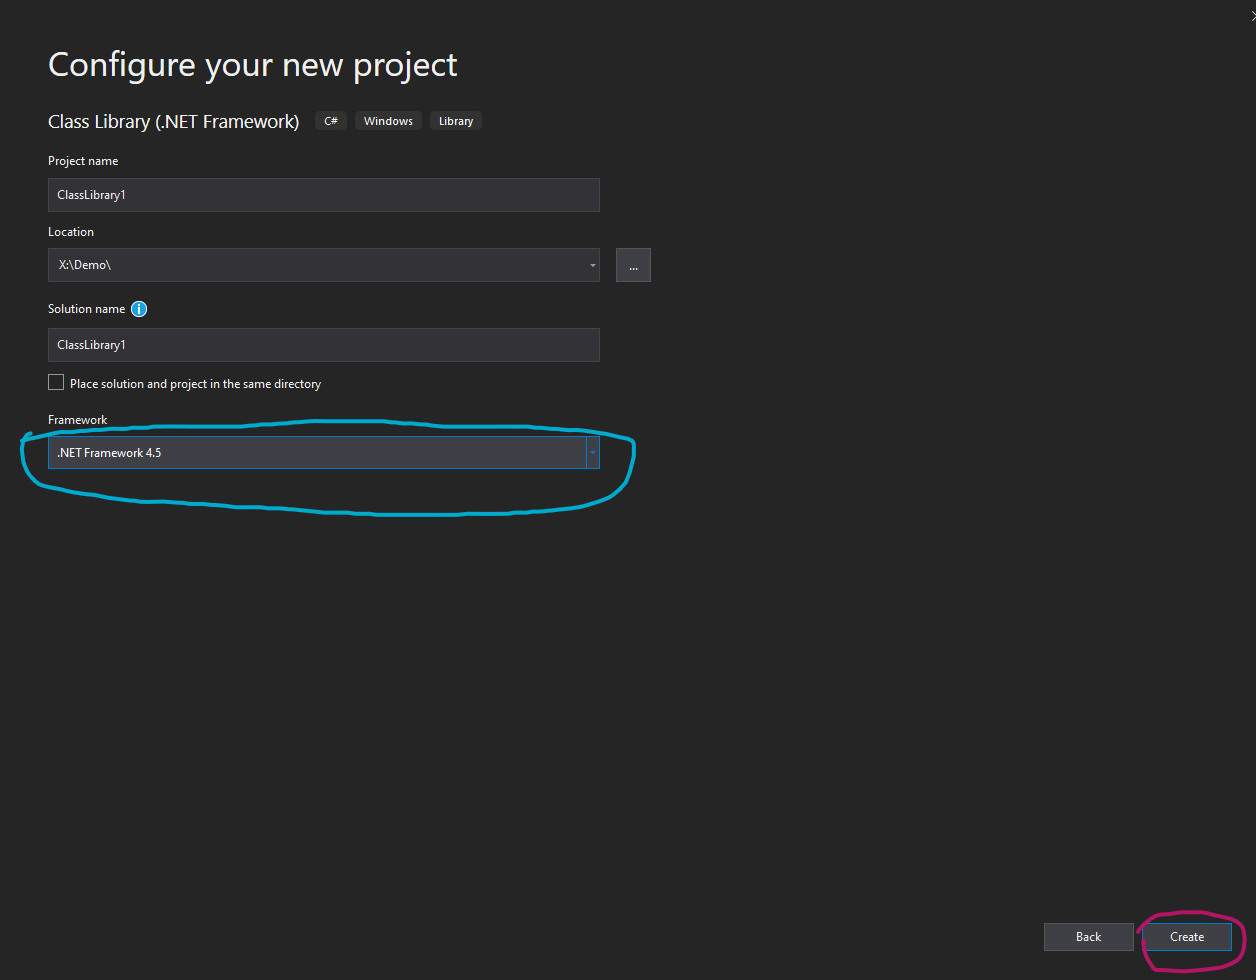 Configure your new project
Class Library (.NET Framework) C# Windows Library
Project name
ClassLibrary1
Location
X:\Demo\
...
Solution name
ClassLibrary1
Place solution and project in the same directory
Framework
.NET Framework 4.5
Back Create